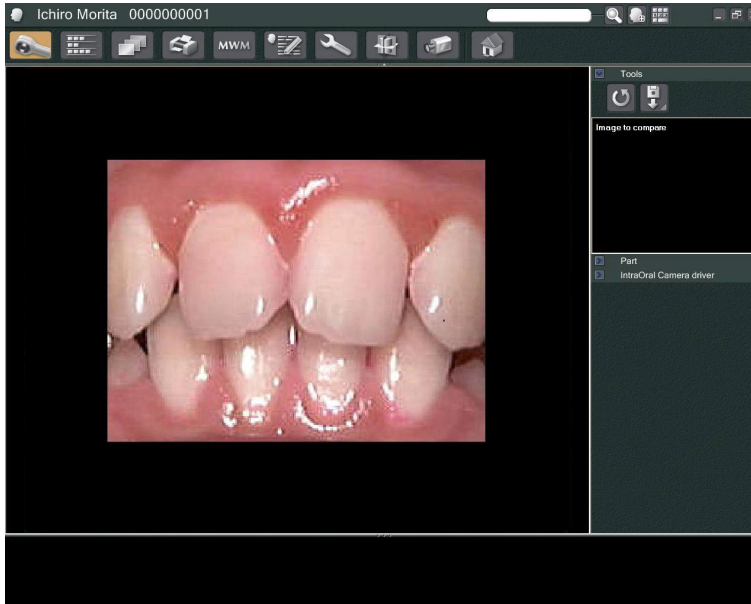 Ichiro Morita 0000000001
MWM
Tools
Image to compare
Part
IntraOral Camera driver